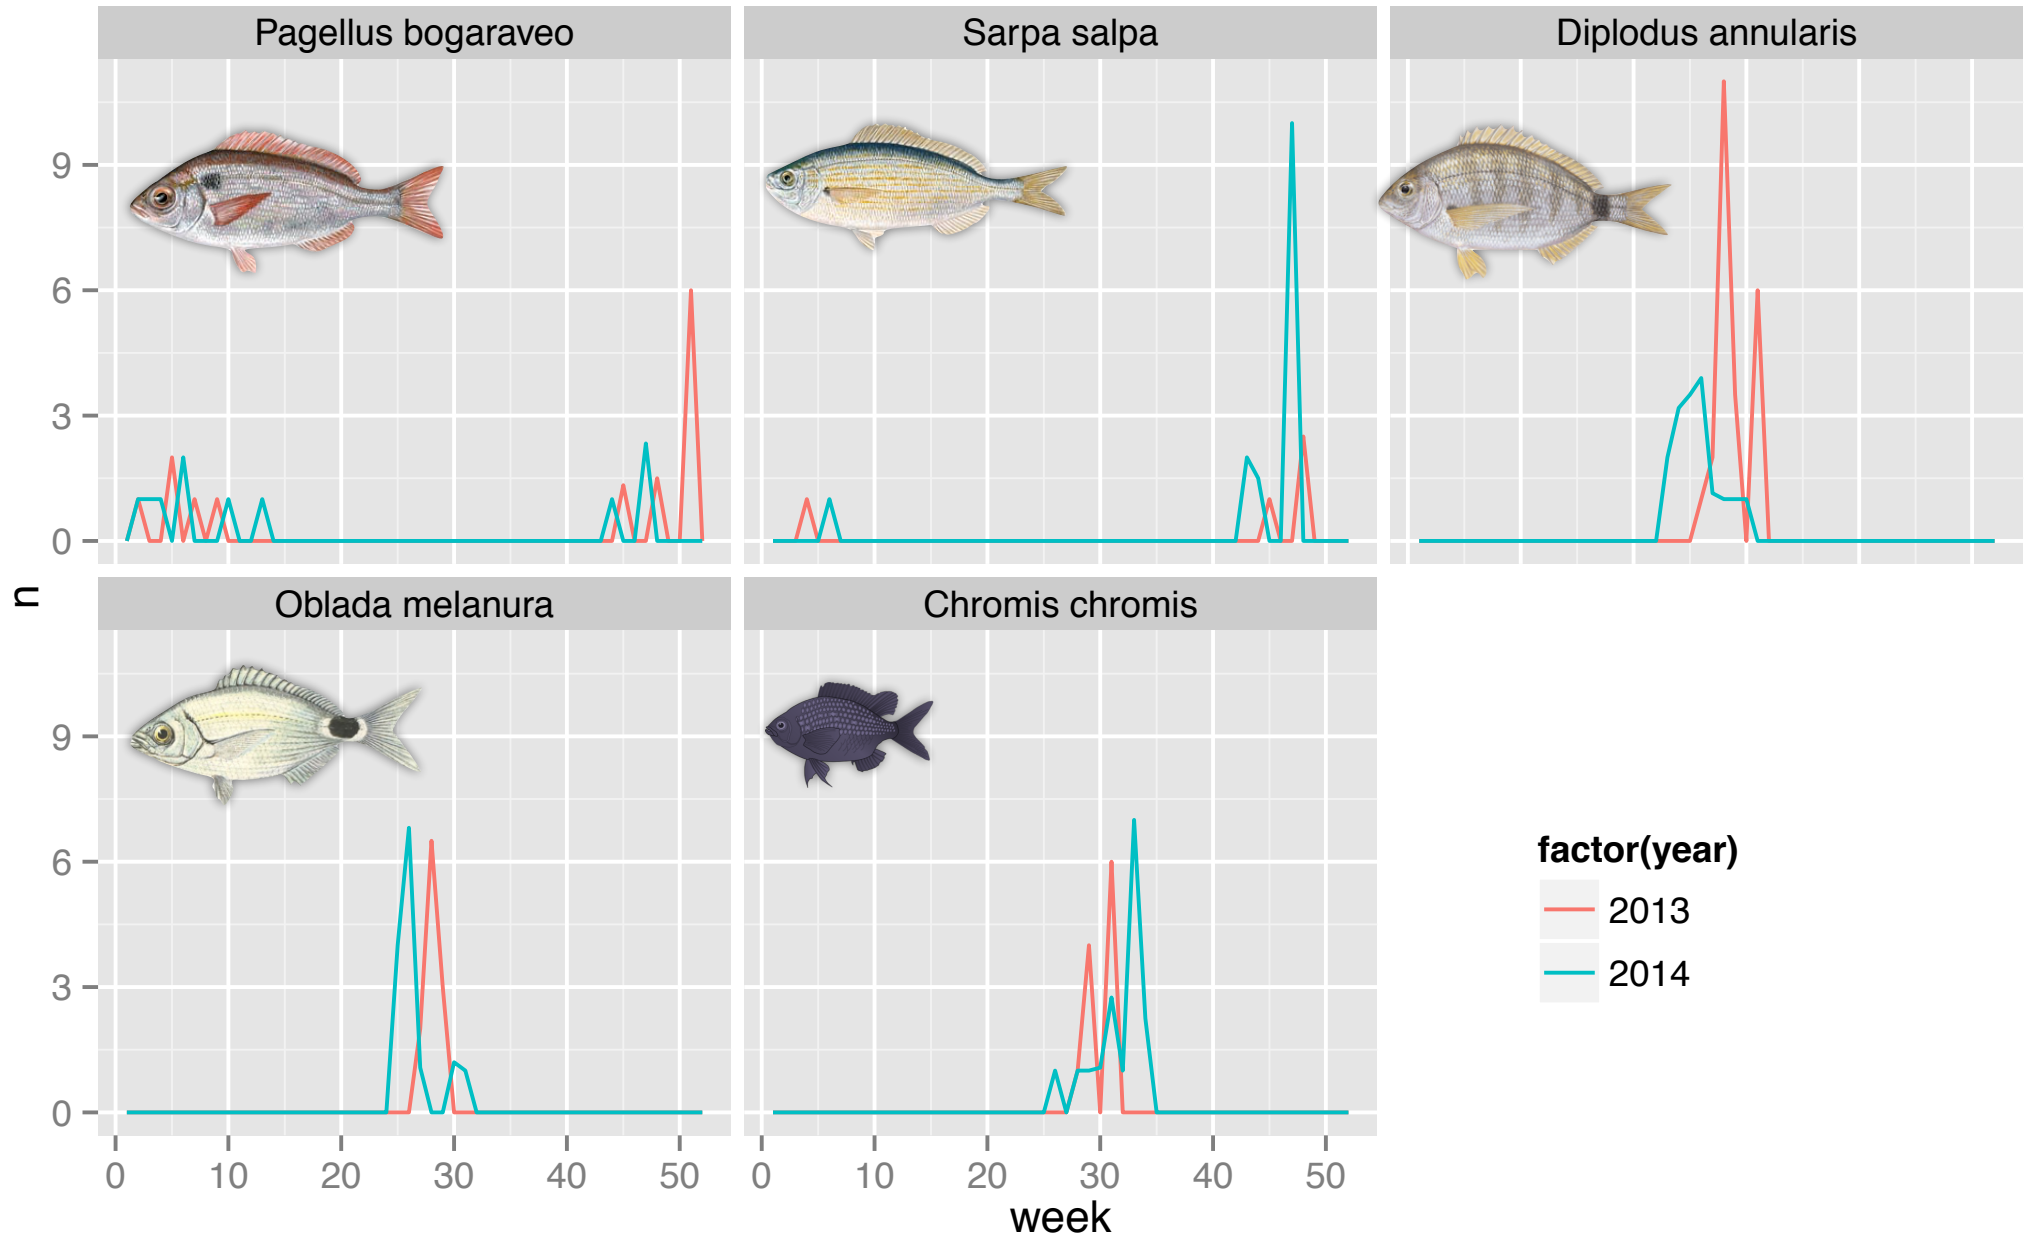 Pagellus bogaraveo
Sarpa salpa
Diplodus annularis
9
6
3
0
n
Oblada melanura
Chromis chromis
9
6
3
0
factor(year)
2013
2014
0 10 20 30 40 50
0 10 20 30 40 50
week